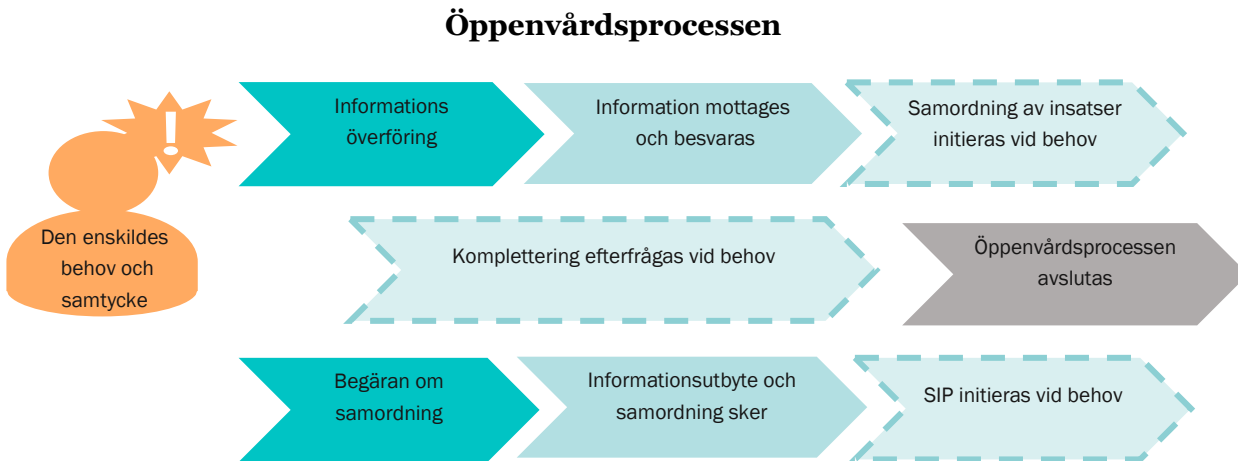 Öppenvårdsprocessen
Informations
överföring
Information mottages
och besvaras
Samordning av insatser
initieras vid behov
!
Den enskildes
behov och
samtycke
Komplettering efterfrågas vid behov
Öppenvårdsprocessen
avslutas
Begäran om
samordning
Informationsutbyte och
samordning sker
SIP initieras vid behov